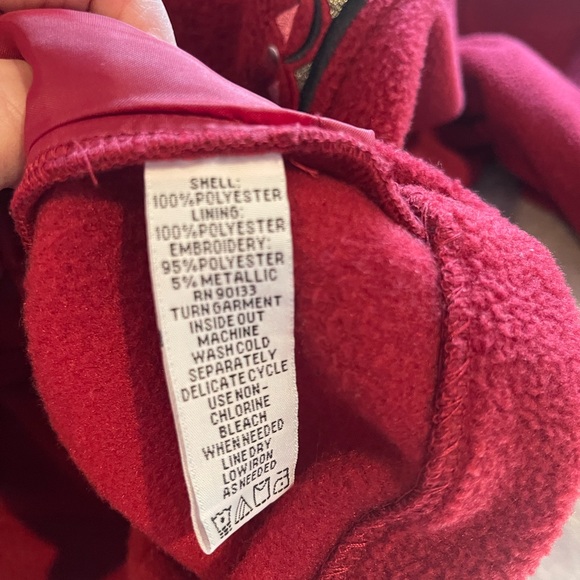 SHELL:
100%POLYESTER
LINING:
100%POLYESTER
EMBROIDERY:
95%POLYESTER
5%METALLIC
RN 90133
TURN GARMENT
INSIDE OUT
MACHINE
WASH COLD
SEPARATELY
DELICATE CYCLE
USE NON-
CHLORINE
BLEACH
WHEN NEEDED
LINE DRY
LOW IRON
AS NEEDED